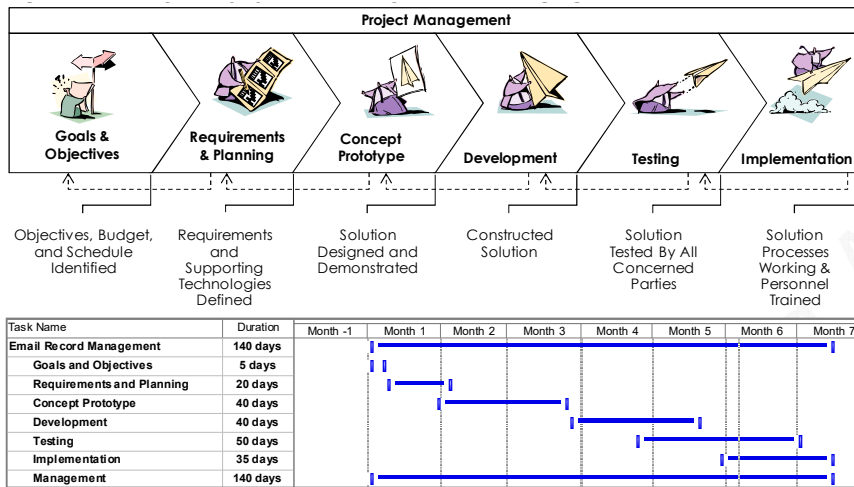 Project Management
Goals &
Objectives
Requirements
& Planning
Concept
Prototype
Development
Testing
Implementation
Objectives, Budget,
and Schedule
Identified
Requirements
and
Supporting
Technologies
Defined
Solution
Designed and
Demonstrated
Constructed
Solution
Solution
Tested By All
Concerned
Parties
Solution
Processes
Working &
Personnel
Trained
Task Name Duration Month -1 Month 1 Month 2 Month 3 Month 4 Month 5 Month 6 Month 7
Email Record Management 140 days
Goals and Objectives 5 days
Requirements and Planning 20 days
Concept Prototype 40 days
Development 40 days
Testing 50 days
Implementation 35 days
Management 140 days